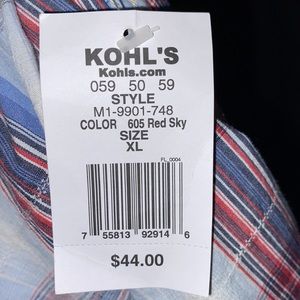 KOHL'S
Kohls.com
059 50 59
STYLE
M1-9901-748
COLOR 605 Red Sky
SIZE
XL
FL_0004
7 55813 92914 6
$44.00